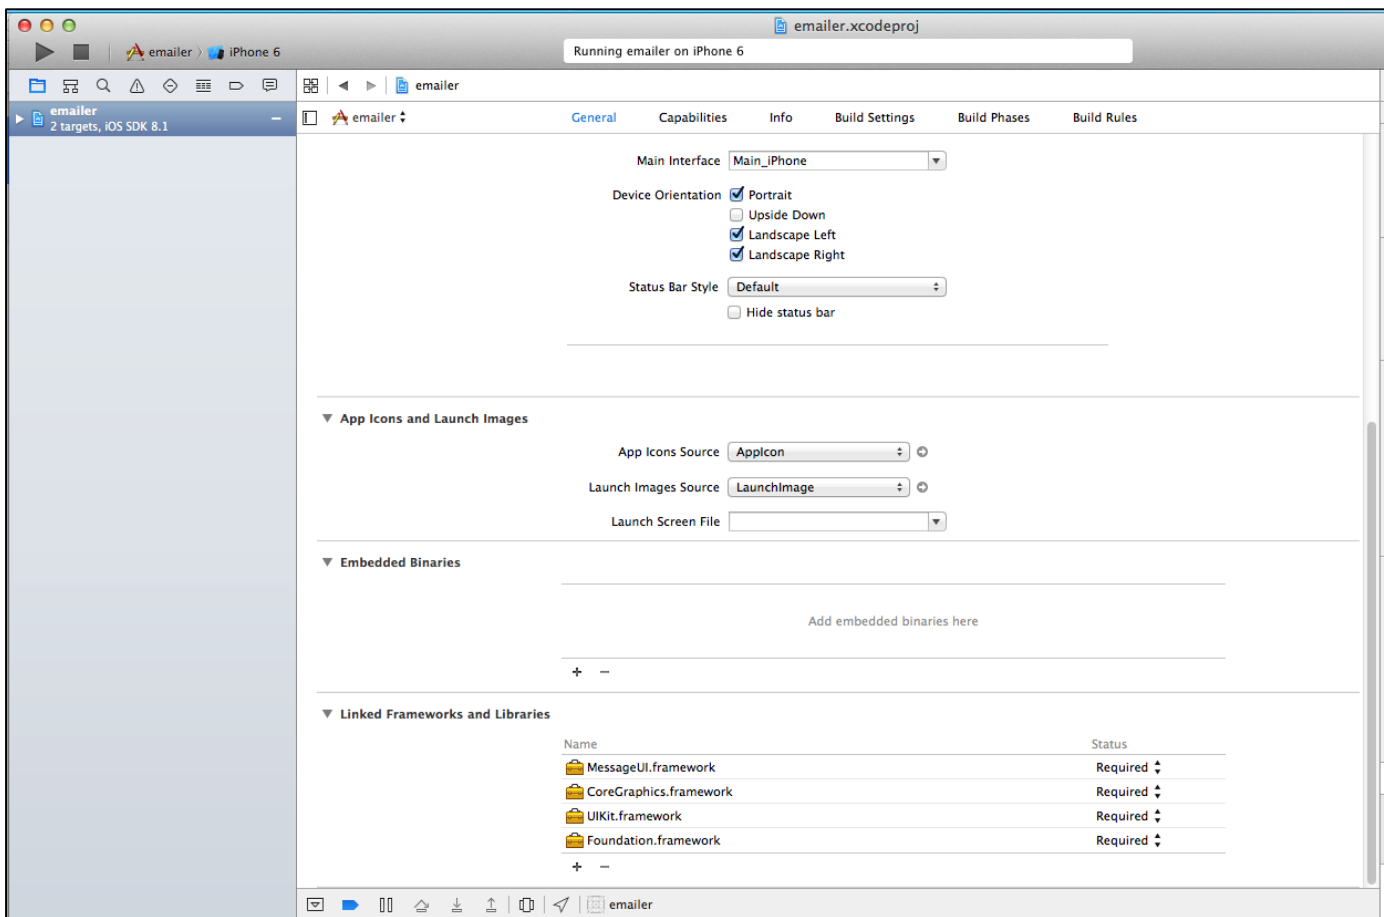 emailer.xcodeproj
emailer iPhone 6
Running emailer on iPhone 6
emailer
emailer
2 targets, iOS SDK 8.1
emailer
General Capabilities Info Build Settings Build Phases Build Rules
Main Interface Main_iPhone
Device Orientation Portrait
Upside Down
Landscape Left
Landscape Right
Status Bar Style Default
Hide status bar
App Icons and Launch Images
App Icons Source AppIcon
Launch Images Source LaunchImage
Launch Screen File
Embedded Binaries
Add embedded binaries here
+ −
Linked Frameworks and Libraries
Name Status
MessageUI.framework Required
CoreGraphics.framework Required
UIKit.framework Required
Foundation.framework Required
+ −
emailer